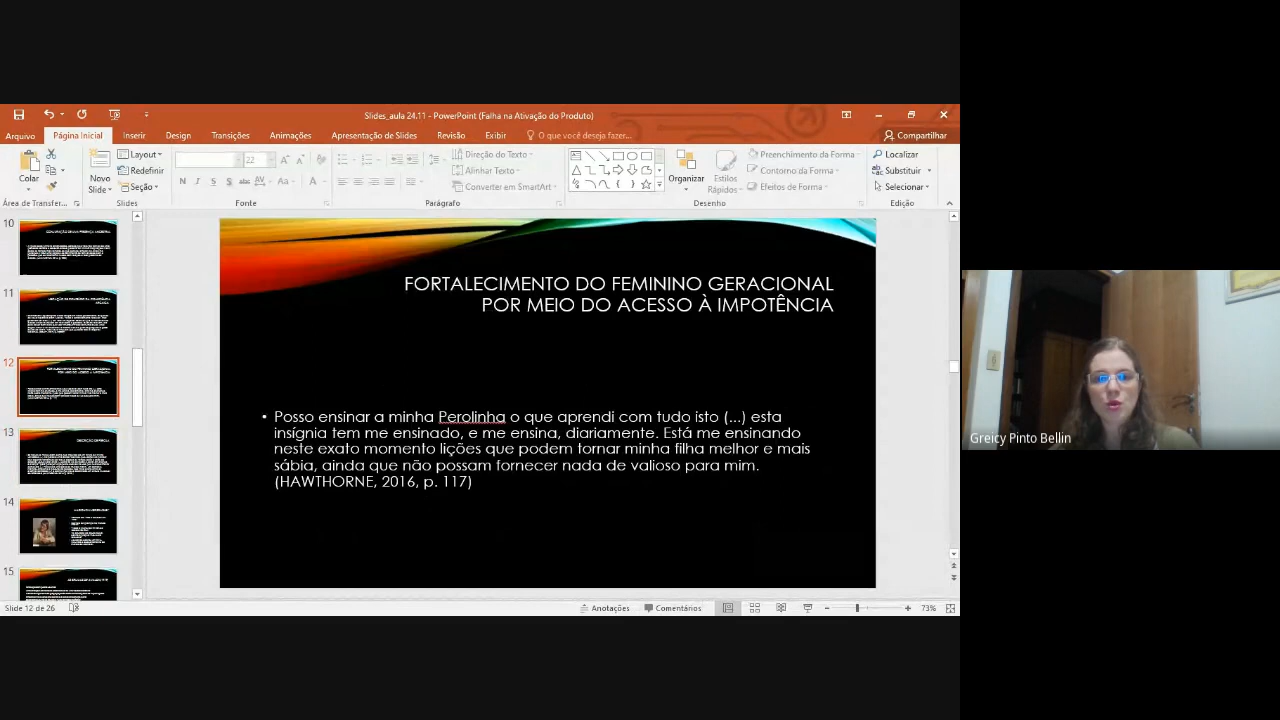 Slides_aula 24.11 - PowerPoint (Falha na Ativação do Produto)
Arquivo Página Inicial Inserir Design Transições Animações Apresentação de Slides Revisão Exibir O que você deseja fazer... Compartilhar
Colar
Novo Slide
Layout
Redefinir
Seção
22
N I S S abc AV Aa A
Direção do Texto
Alinhar Texto
Converter em SmartArt
Organizar
Estilos Rápidos
Preenchimento da Forma
Contorno da Forma
Efeitos de Forma
Localizar
Substituir
Selecionar
Área de Transfer... Slides Fonte Parágrafo Desenho Edição
10
11
12
13
14
15
FORTALECIMENTO DO FEMININO GERACIONAL
POR MEIO DO ACESSO À IMPOTÊNCIA
• Posso ensinar a minha Perolinha o que aprendi com tudo isto (...) esta
insígnia tem me ensinado, e me ensina, diariamente. Está me ensinando
neste exato momento lições que podem tornar minha filha melhor e mais
sábia, ainda que não possam fornecer nada de valioso para mim.
(HAWTHORNE, 2016, p. 117)
Greicy Pinto Bellin
Slide 12 de 26 Anotações Comentários 73%